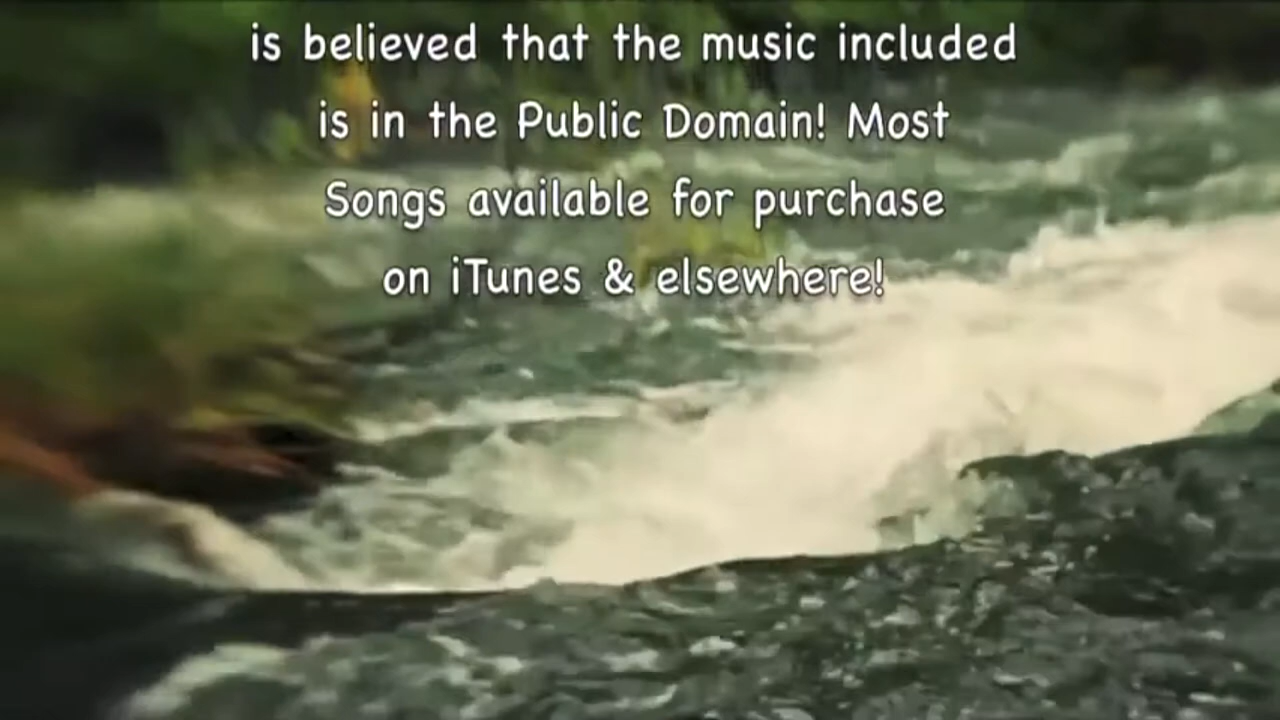 is believed that the music included
is in the Public Domain! Most
Songs available for purchase
on iTunes & elsewhere!